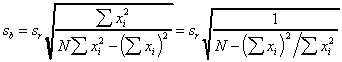 s_b = s_r √(∑x_i² / (N∑x_i² − (∑x_i)²)) = s_r √(1 / (N − (∑x_i)² / ∑x_i²))